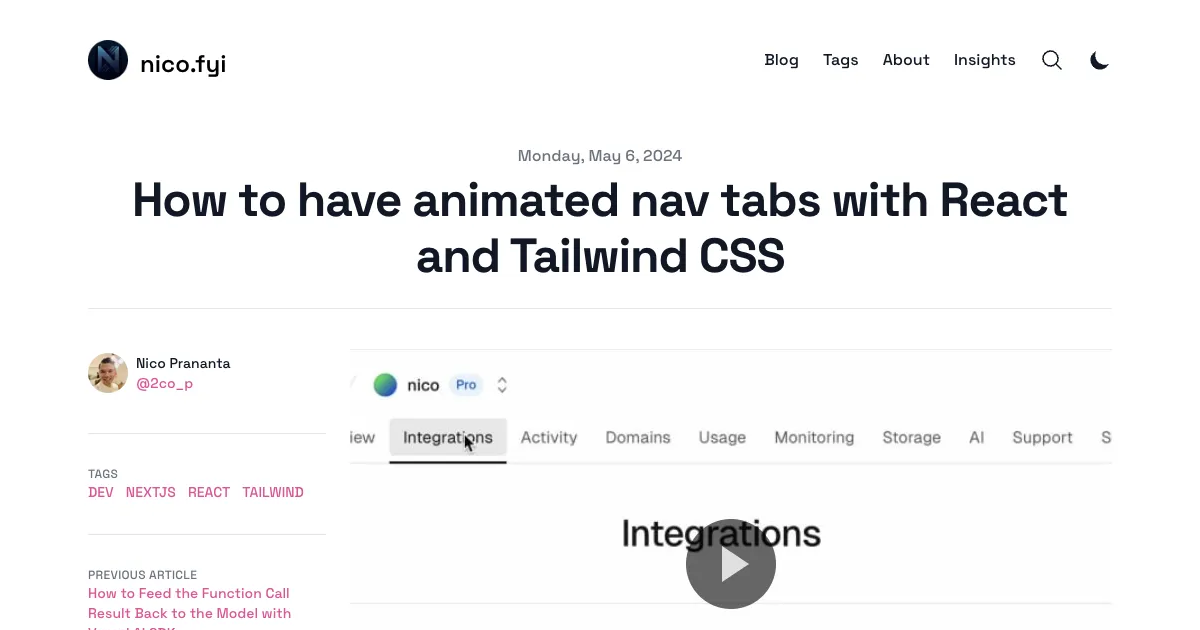 nico.fyi
Blog Tags About Insights
Monday, May 6, 2024
How to have animated nav tabs with React
and Tailwind CSS
Nico Prananta
@2co_p
TAGS
DEV NEXTJS REACT TAILWIND
PREVIOUS ARTICLE
How to Feed the Function Call
Result Back to the Model with
nico Pro
iew Integrations Activity Domains Usage Monitoring Storage AI Support S
Integrations